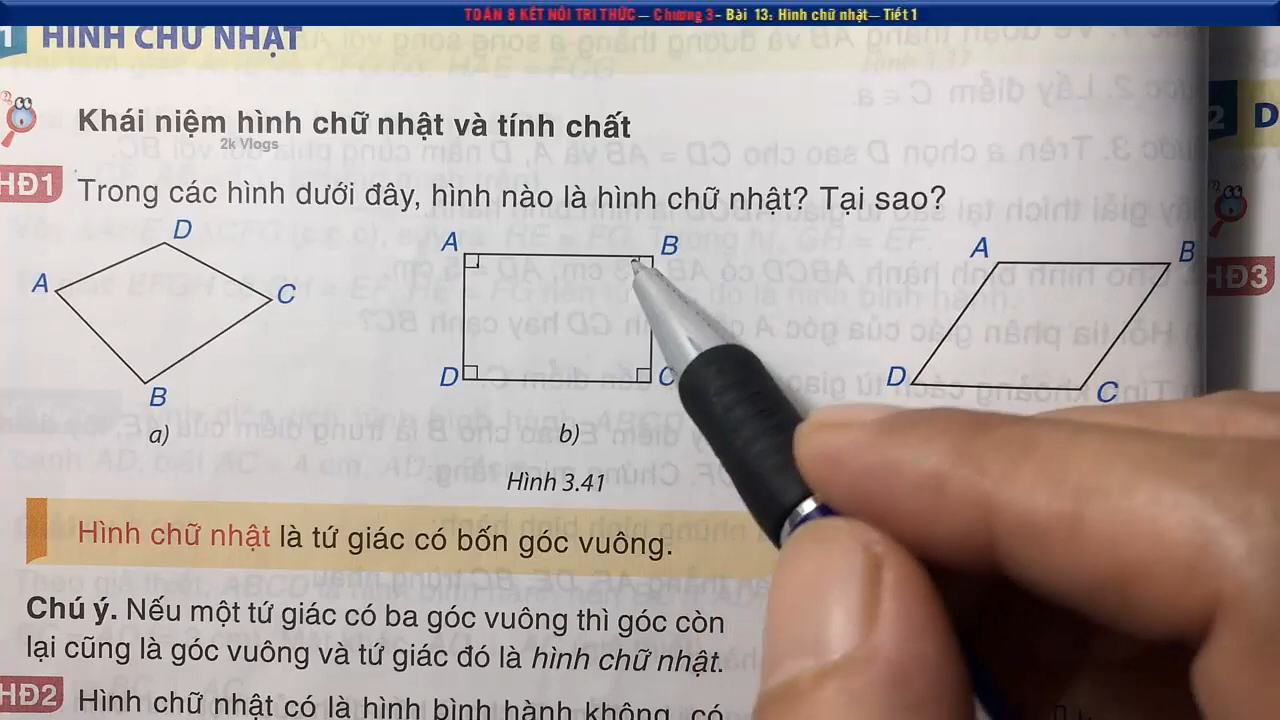 TOÁN 8 KẾT NỐI TRI THỨC – Chương 3- Bài 13: Hình chữ nhật– Tiết 1
1 HÌNH CHỮ NHẬT
Khái niệm hình chữ nhật và tính chất
2k Vlogs
HĐ1 Trong các hình dưới đây, hình nào là hình chữ nhật? Tại sao?
D
A
C
B
a)
A
B
D
C
b)
A
B
D
C
Hình 3.41
Hình chữ nhật là tứ giác có bốn góc vuông.
Chú ý. Nếu một tứ giác có ba góc vuông thì góc còn
lại cũng là góc vuông và tứ giác đó là hình chữ nhật.
HĐ2 Hình chữ nhật có là hình bình hành không, có
2 D
HĐ3